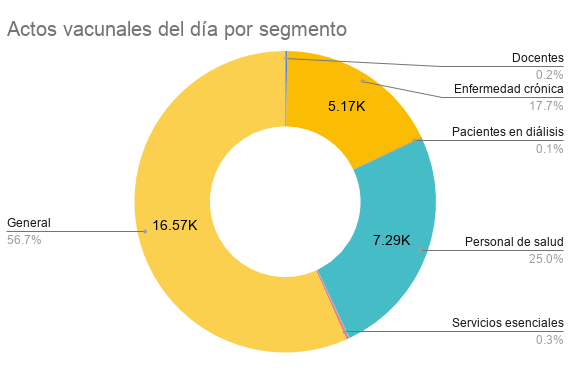 Actos vacunales del día por segmento
Docentes
0.2%
Enfermedad crónica
17.7%
5.17K
Pacientes en diálisis
0.1%
General
56.7%
16.57K
7.29K
Personal de salud
25.0%
Servicios esenciales
0.3%